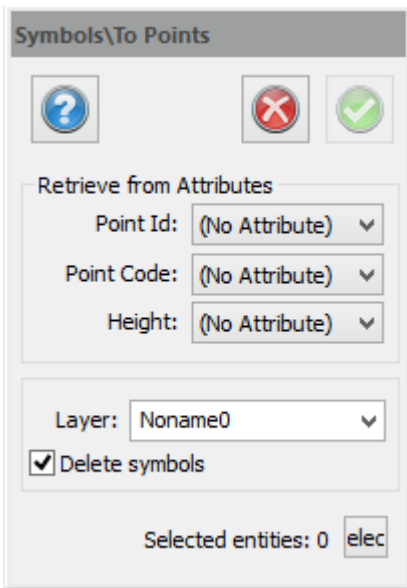 Symbols\To Points
?
Retrieve from Attributes
Point Id: (No Attribute)
Point Code: (No Attribute)
Height: (No Attribute)
Layer: Noname0
Delete symbols
Selected entities: 0 elec